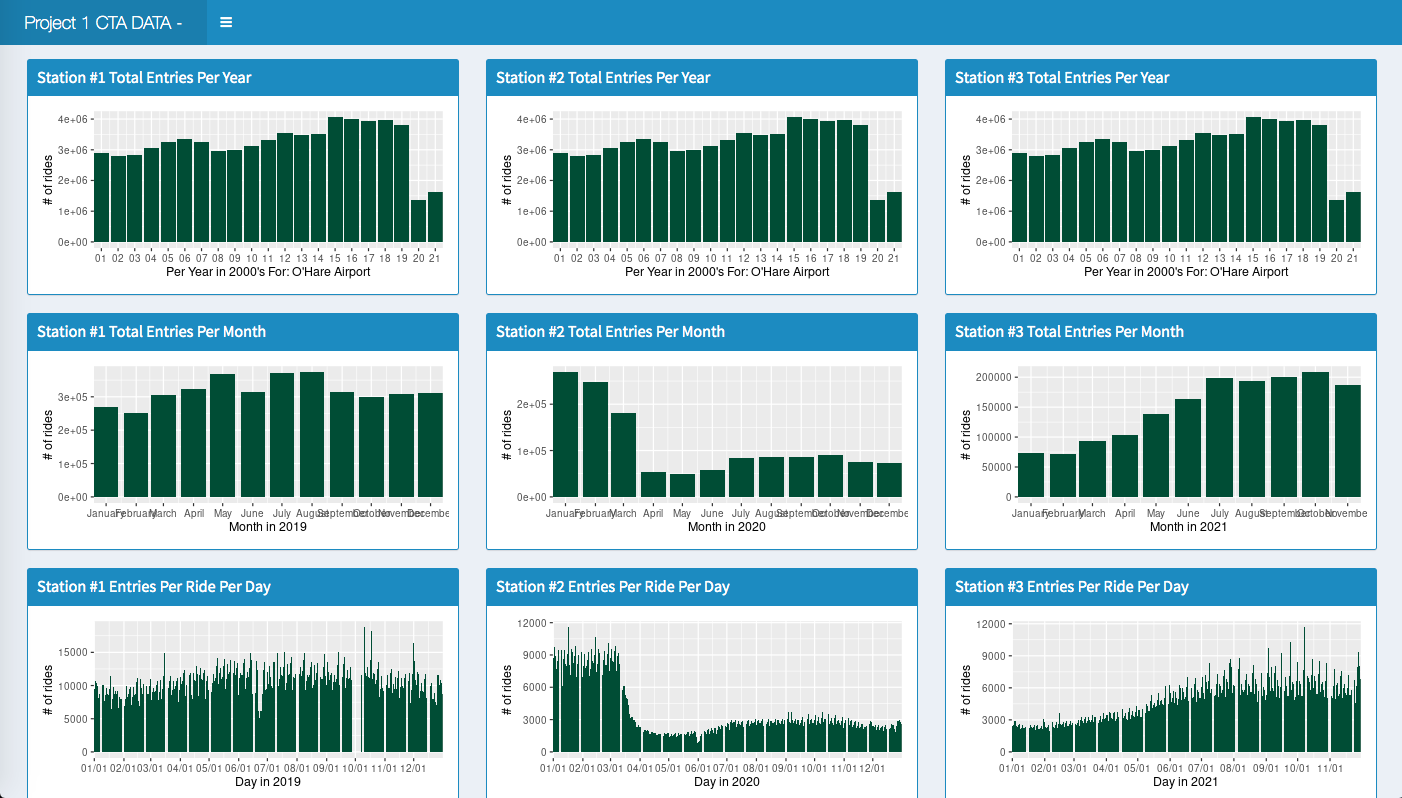 Project 1 CTA DATA -
Station #1 Total Entries Per Year
Station #2 Total Entries Per Year
Station #3 Total Entries Per Year
# of rides
4e+06
3e+06
2e+06
1e+06
0e+00
01 02 03 04 05 06 07 08 09 10 11 12 13 14 15 16 17 18 19 20 21
Per Year in 2000's For: O'Hare Airport
# of rides
4e+06
3e+06
2e+06
1e+06
0e+00
01 02 03 04 05 06 07 08 09 10 11 12 13 14 15 16 17 18 19 20 21
Per Year in 2000's For: O'Hare Airport
# of rides
4e+06
3e+06
2e+06
1e+06
0e+00
01 02 03 04 05 06 07 08 09 10 11 12 13 14 15 16 17 18 19 20 21
Per Year in 2000's For: O'Hare Airport
Station #1 Total Entries Per Month
Station #2 Total Entries Per Month
Station #3 Total Entries Per Month
# of rides
3e+05
2e+05
1e+05
0e+00
January February March April May June July August September October November Decembe
Month in 2019
# of rides
2e+05
1e+05
0e+00
January February March April May June July August September October November Decembe
Month in 2020
# of rides
200000
150000
100000
50000
0
January February March April May June July August September October Novembe
Month in 2021
Station #1 Entries Per Ride Per Day
Station #2 Entries Per Ride Per Day
Station #3 Entries Per Ride Per Day
# of rides
15000
10000
5000
0
01/01 02/01 03/01 04/01 05/01 06/01 07/01 08/01 09/01 10/01 11/01 12/01
Day in 2019
# of rides
12000
9000
6000
3000
0
01/01 02/01 03/01 04/01 05/01 06/01 07/01 08/01 09/01 10/01 11/01 12/01
Day in 2020
# of rides
12000
9000
6000
3000
0
01/01 02/01 03/01 04/01 05/01 06/01 07/01 08/01 09/01 10/01 11/01
Day in 2021